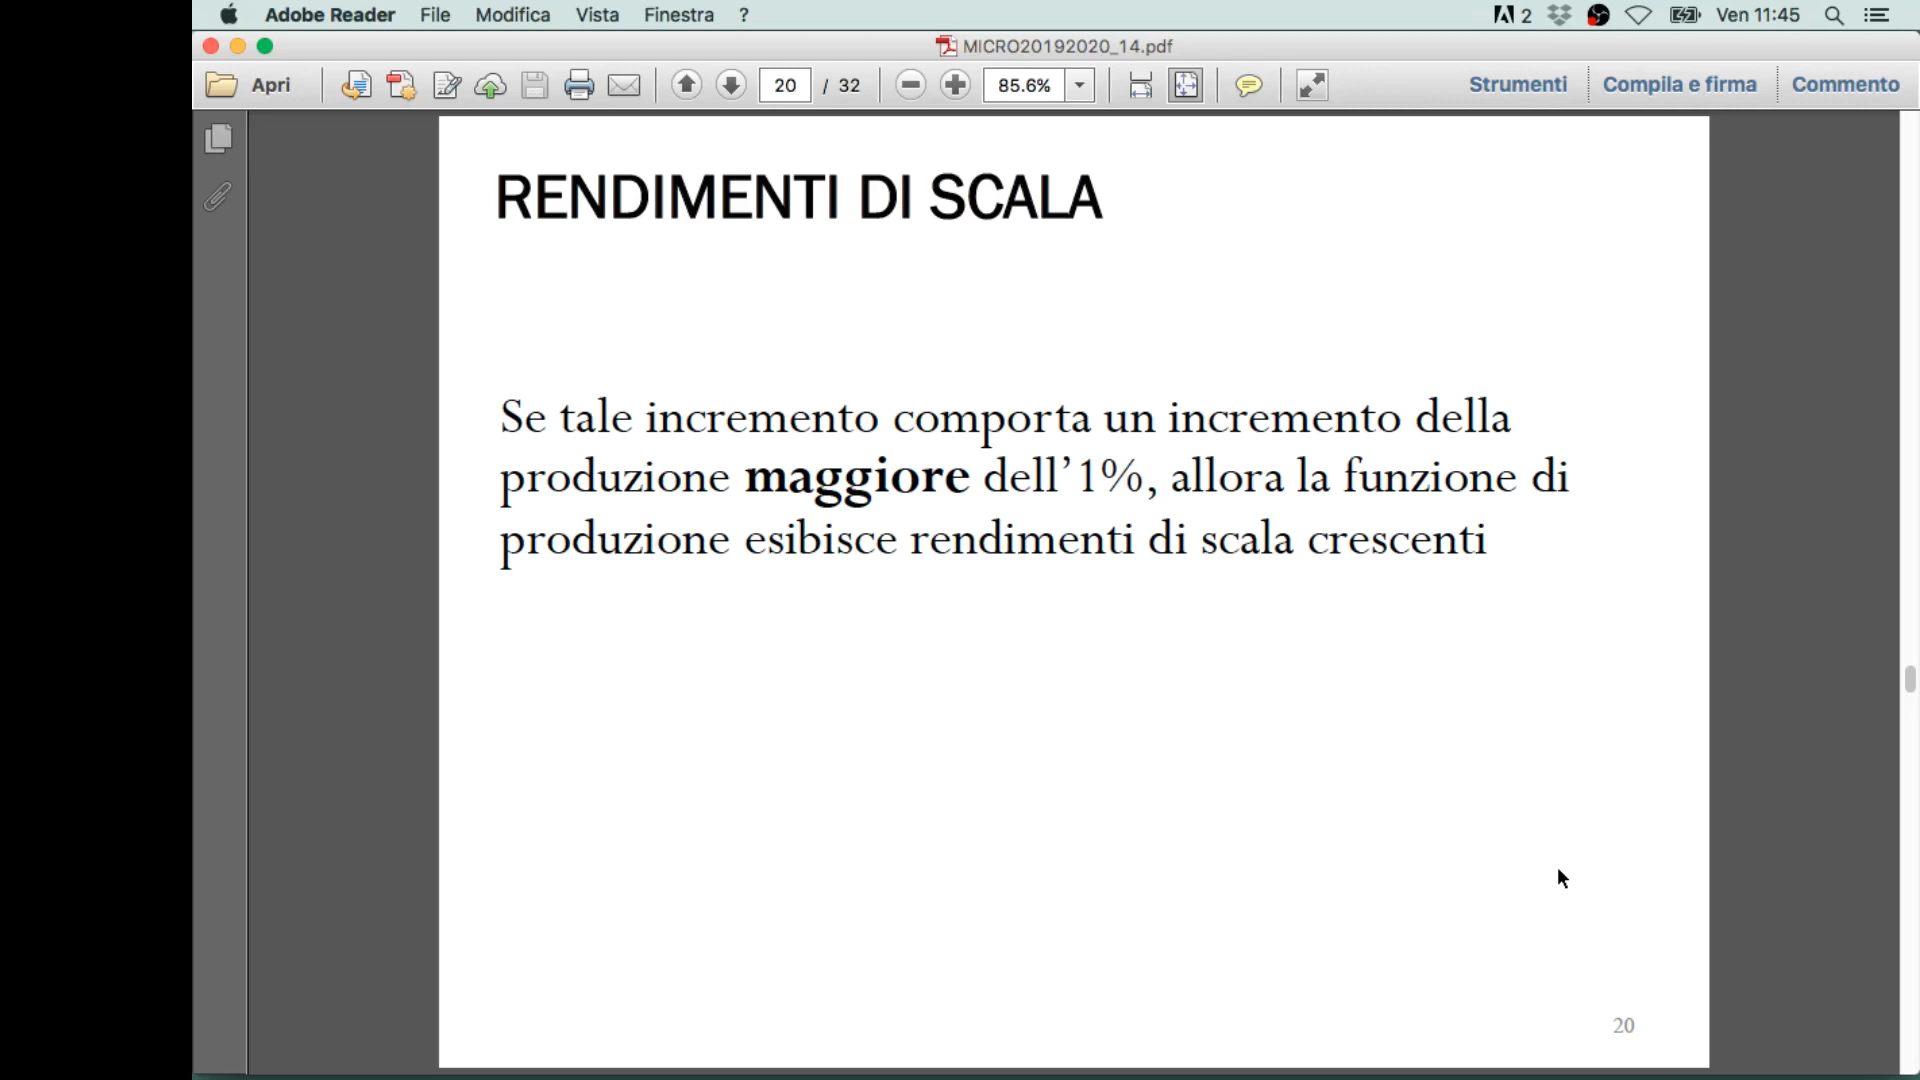 Adobe Reader File Modifica Vista Finestra ? 2 Ven 11:45
MICRO20192020_14.pdf
Apri 20 / 32 85.6% Strumenti Compila e firma Commento
RENDIMENTI DI SCALA
Se tale incremento comporta un incremento della
produzione maggiore dell’1%, allora la funzione di
produzione esibisce rendimenti di scala crescenti
20